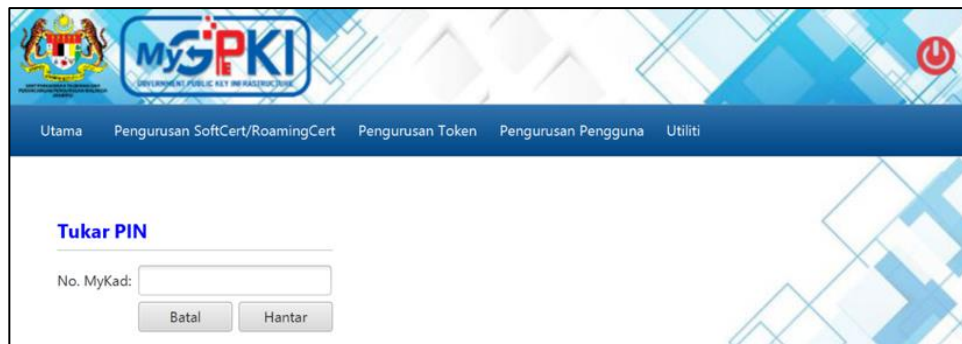 MyGPKI
GOVERNMENT PUBLIC KEY INFRASTRUCTURE
Utama Pengurusan SoftCert/RoamingCert Pengurusan Token Pengurusan Pengguna Utiliti
Tukar PIN
No. MyKad:
Batal Hantar